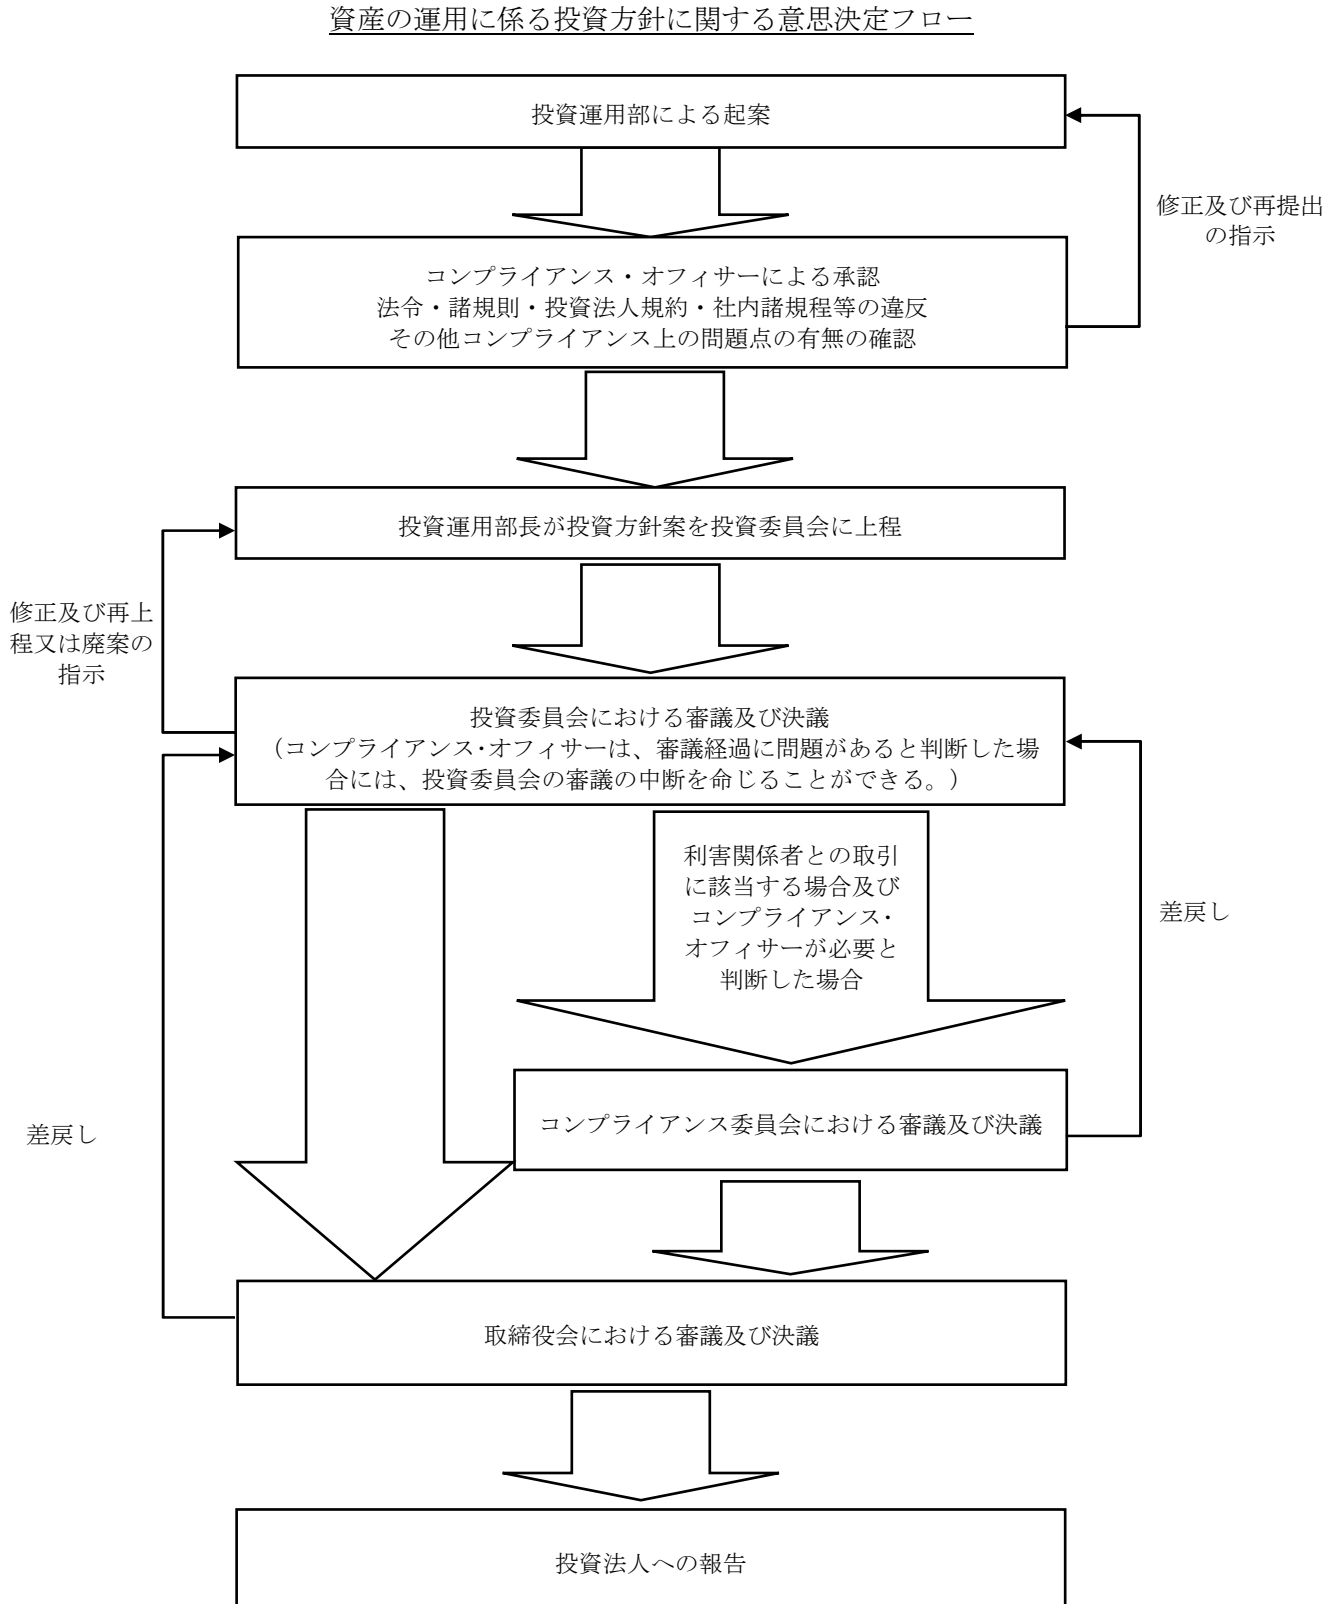 資産の運用に係る投資方針に関する意思決定フロー
投資運用部による起案
修正及び再提出
の指示
コンプライアンス・オフィサーによる承認
法令・諸規則・投資法人規約・社内諸規程等の違反
その他コンプライアンス上の問題点の有無の確認
投資運用部長が投資方針案を投資委員会に上程
修正及び再上
程又は廃案の
指示
投資委員会における審議及び決議
（コンプライアンス・オフィサーは、審議経過に問題があると判断した場
合には、投資委員会の審議の中断を命じることができる。）
利害関係者との取引
に該当する場合及び
コンプライアンス・
オフィサーが必要と
判断した場合
差戻し
コンプライアンス委員会における審議及び決議
差戻し
取締役会における審議及び決議
投資法人への報告